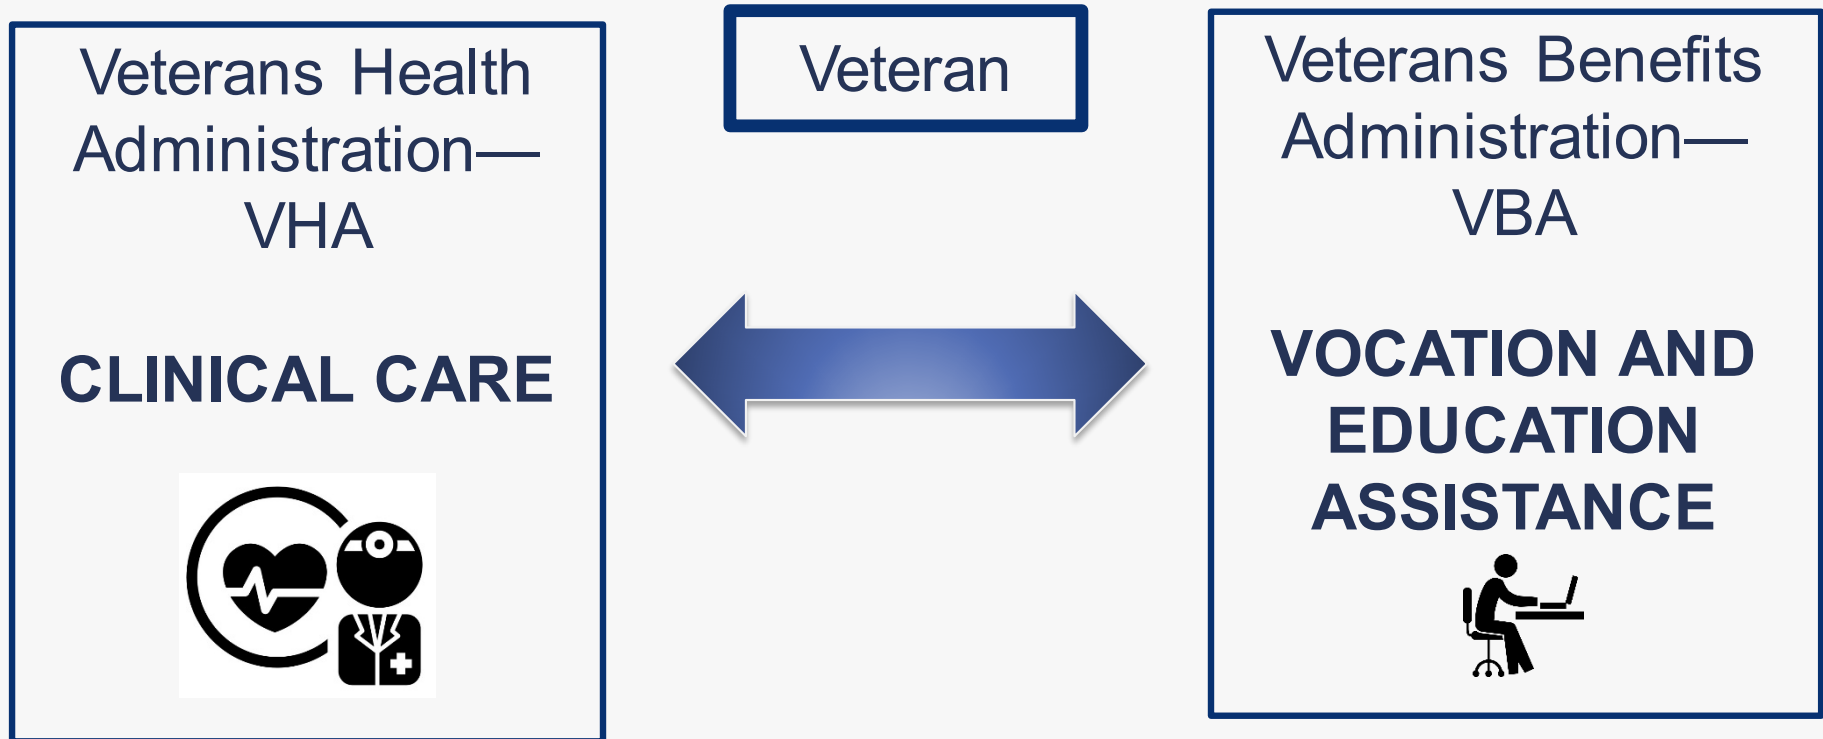 Veterans Health
Administration—
VHA
CLINICAL CARE
Veteran
Veterans Benefits
Administration—
VBA
VOCATION AND
EDUCATION
ASSISTANCE